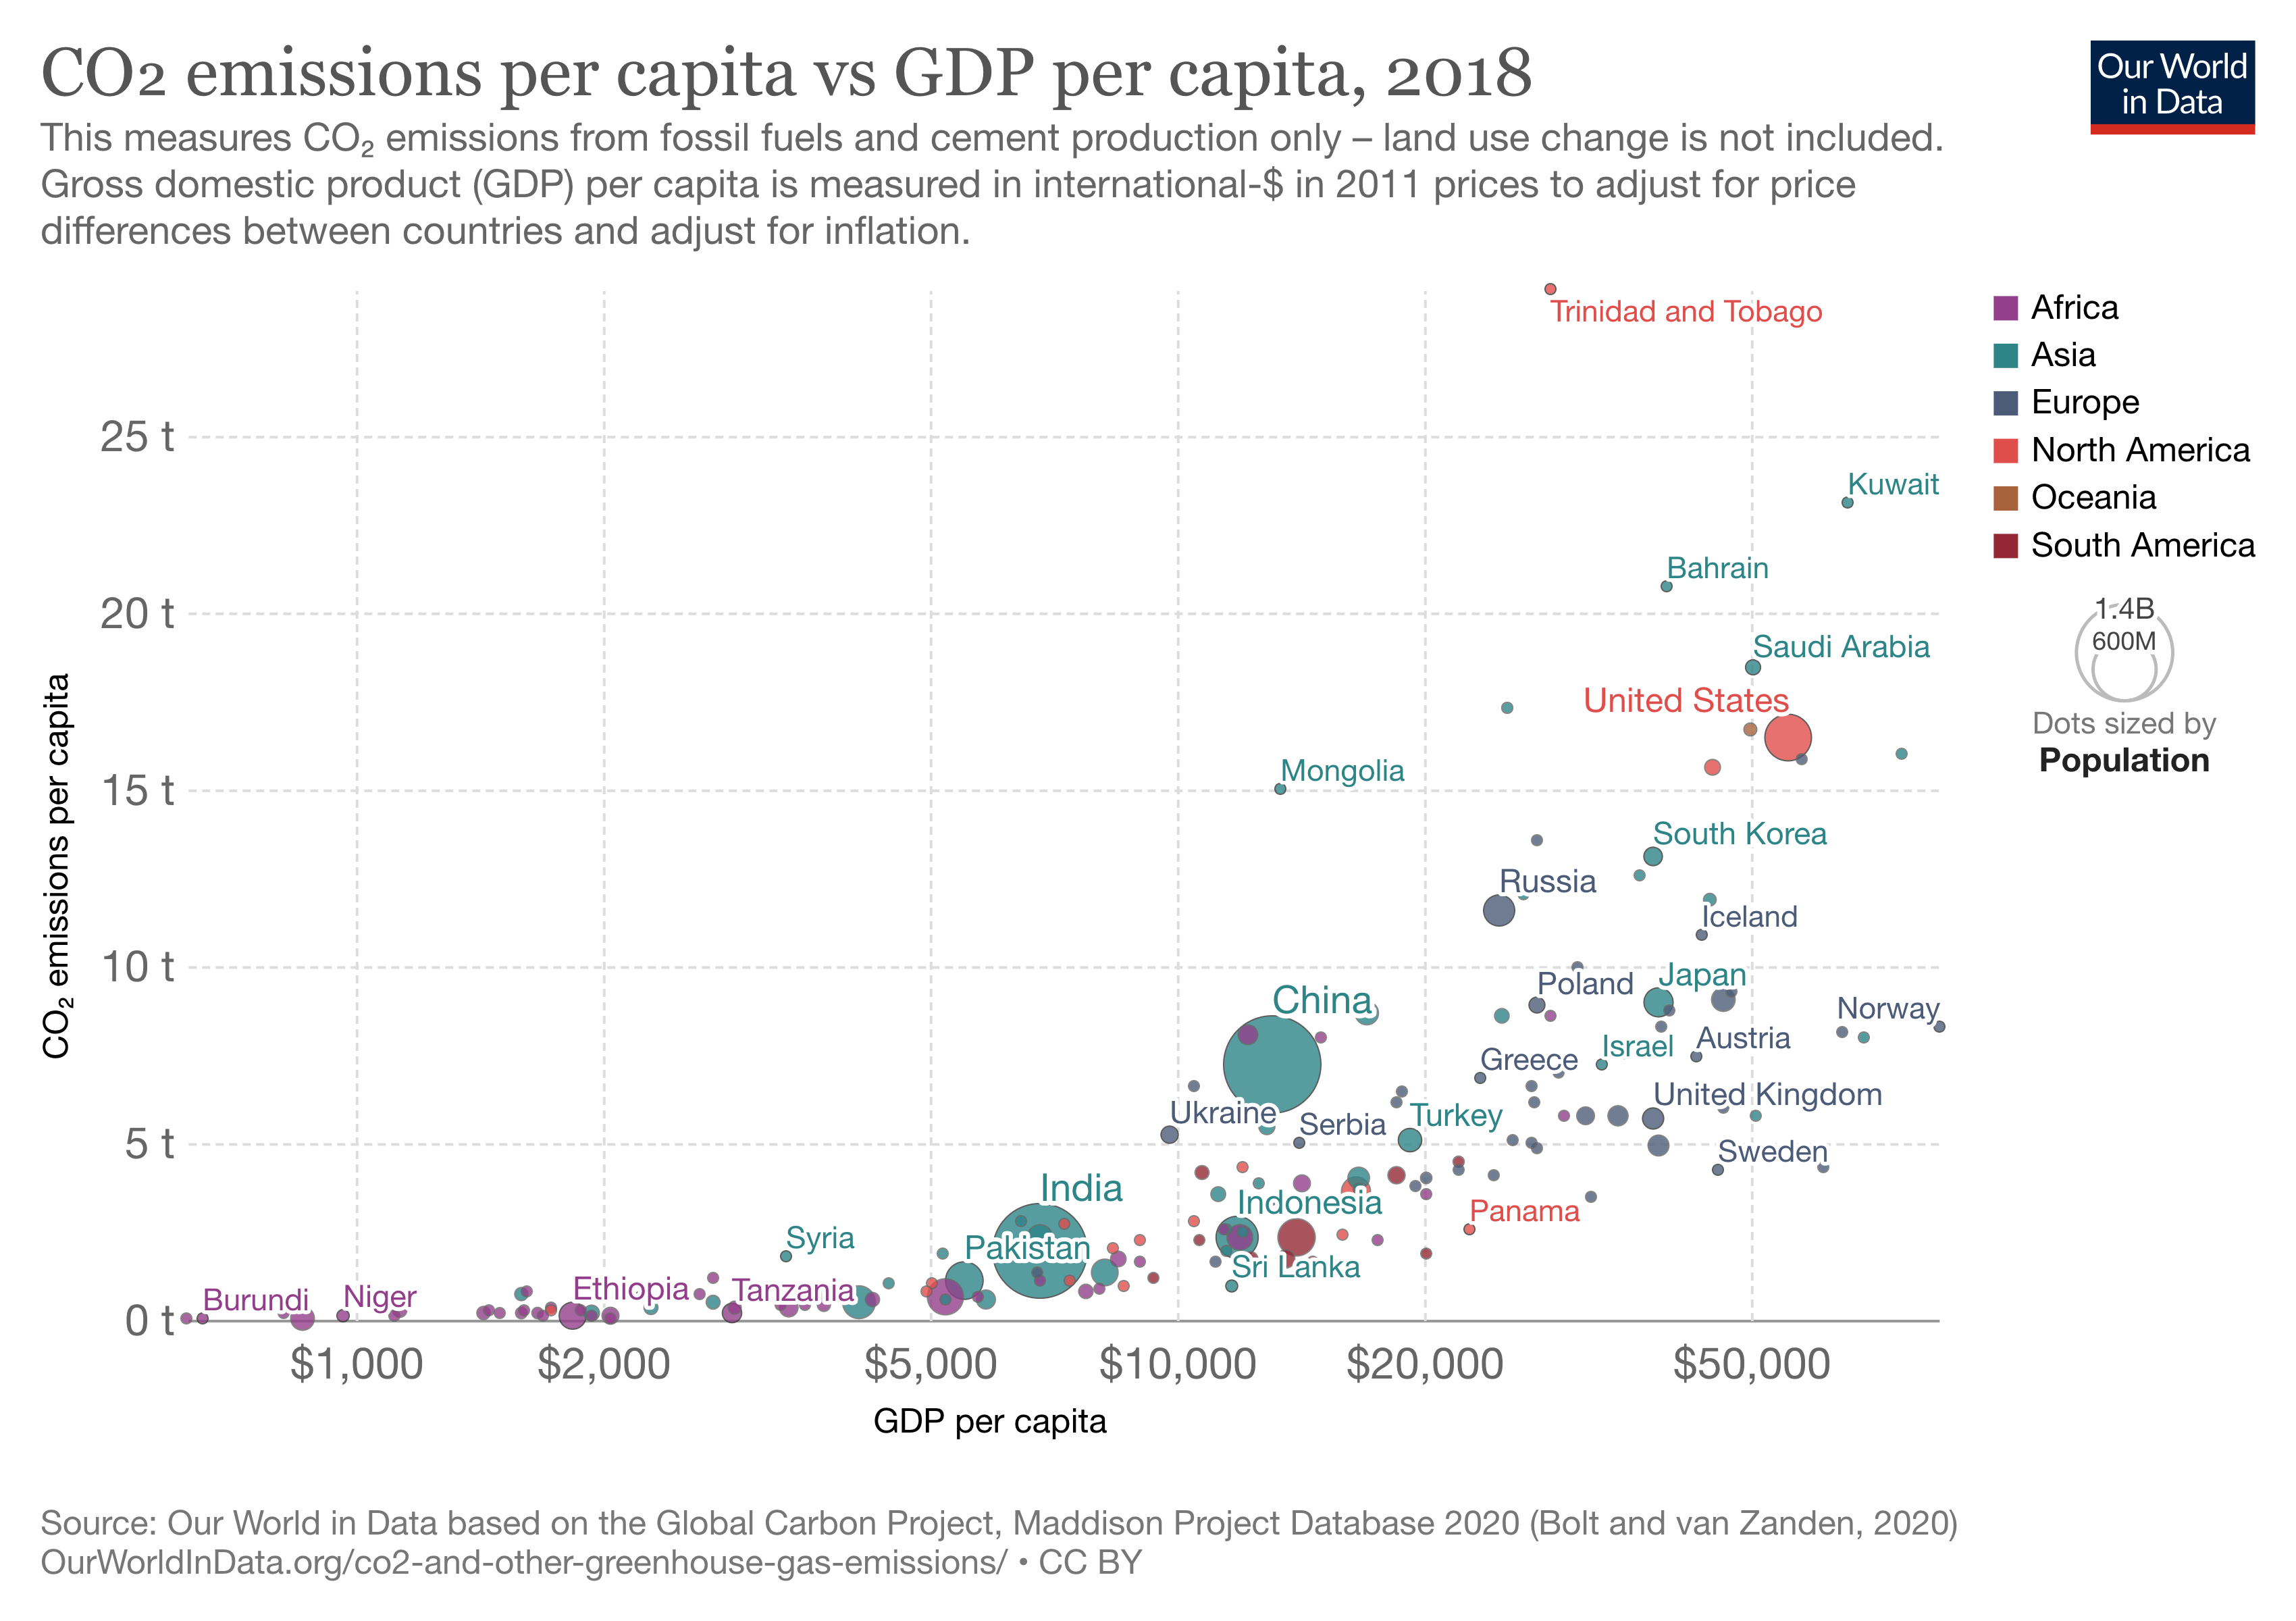 CO2 emissions per capita vs GDP per capita, 2018
Our World
in Data
This measures CO₂ emissions from fossil fuels and cement production only – land use change is not included.
Gross domestic product (GDP) per capita is measured in international-$ in 2011 prices to adjust for price
differences between countries and adjust for inflation.
Trinidad and Tobago
Kuwait
Bahrain
Saudi Arabia
United States
Mongolia
South Korea
Russia
Iceland
Japan
Poland
China
Norway
Austria
Israel
Greece
United Kingdom
Ukraine
Serbia
Turkey
Sweden
India
Indonesia
Panama
Syria
Pakistan
Sri Lanka
Ethiopia
Tanzania
Niger
Burundi
25 t
20 t
15 t
10 t
5 t
0 t
CO₂ emissions per capita
$1,000
$2,000
$5,000
$10,000
$20,000
$50,000
GDP per capita
Africa
Asia
Europe
North America
Oceania
South America
1.4B
600M
Dots sized by
Population
Source: Our World in Data based on the Global Carbon Project, Maddison Project Database 2020 (Bolt and van Zanden, 2020)
OurWorldInData.org/co2-and-other-greenhouse-gas-emissions/ • CC BY